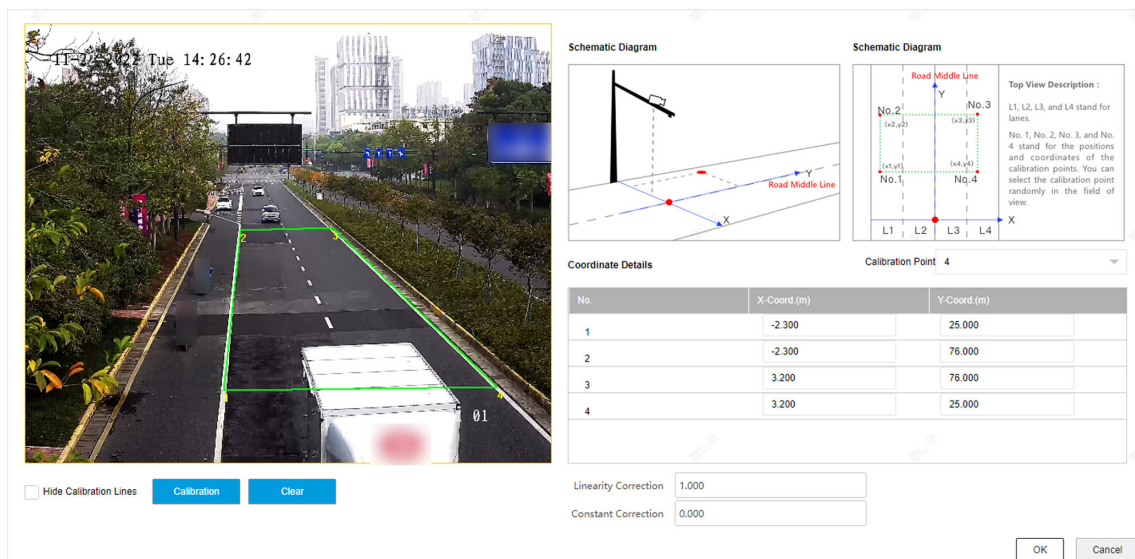 Tue 14:26:42
2
3
1
4
01
Hide Calibration Lines
Calibration
Clear
Schematic Diagram
Y
Road Middle Line
X
Schematic Diagram
Road Middle Line
Y
No.2
No.3
(x2,y2)
(x3,y3)
(x1,y1)
(x4,y4)
No.1
No.4
X
L1
L2
L3
L4
Top View Description :
L1, L2, L3, and L4 stand for
lanes.
No. 1, No. 2, No. 3, and No.
4 stand for the positions
and coordinates of the
calibration points. You can
select the calibration point
randomly in the field of
view.
Coordinate Details
Calibration Point 4
No. X-Coord.(m) Y-Coord.(m)
1 -2.300 25.000
2 -2.300 76.000
3 3.200 76.000
4 3.200 25.000
Linearity Correction 1.000
Constant Correction 0.000
OK
Cancel